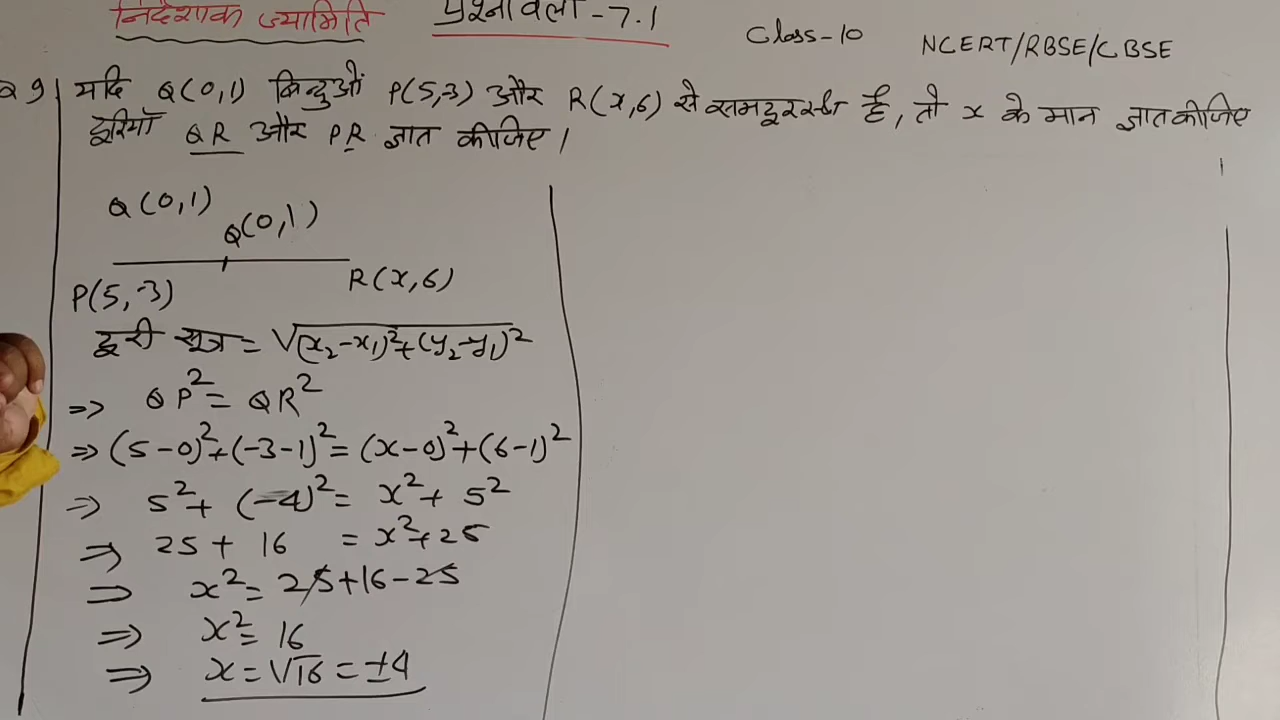 निर्देशांक ज्यामिति प्रश्नावली-7.1 Class-10 NCERT/RBSE/CBSE
Q 9) यदि Q(0,1) बिन्दुओं P(5,-3) और R(x,6) से समदूरस्थ है, तो x के मान ज्ञात कीजिए
दूरियाँ QR और PR ज्ञात कीजिए।
Q(0,1)
Q(0,1)
P(5,-3) R(x,6)
दूरी सूत्र = √(x₂-x₁)²+(y₂-y₁)²
⇒ QP² = QR²
⇒ (5-0)²+(-3-1)² = (x-0)²+(6-1)²
⇒ 5²+(-4)² = x²+5²
⇒ 25+16 = x²+25
⇒ x² = 25+16-25
⇒ x² = 16
⇒ x = √16 = ±4